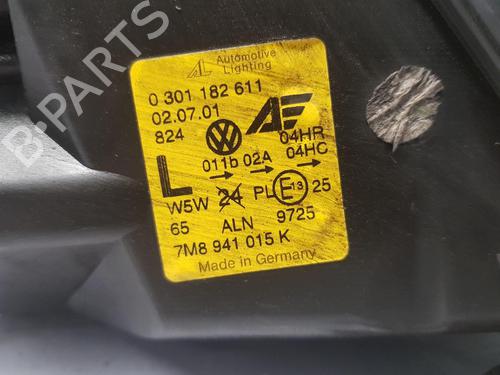 AL Automotive Lighting
0 301 182 611
02.07.01
824
04HR
011b 02A 04HC
L
W5W 24 PL E13 25
65 ALN 9725
7M8 941 015 K
Made in Germany
B-PARTS